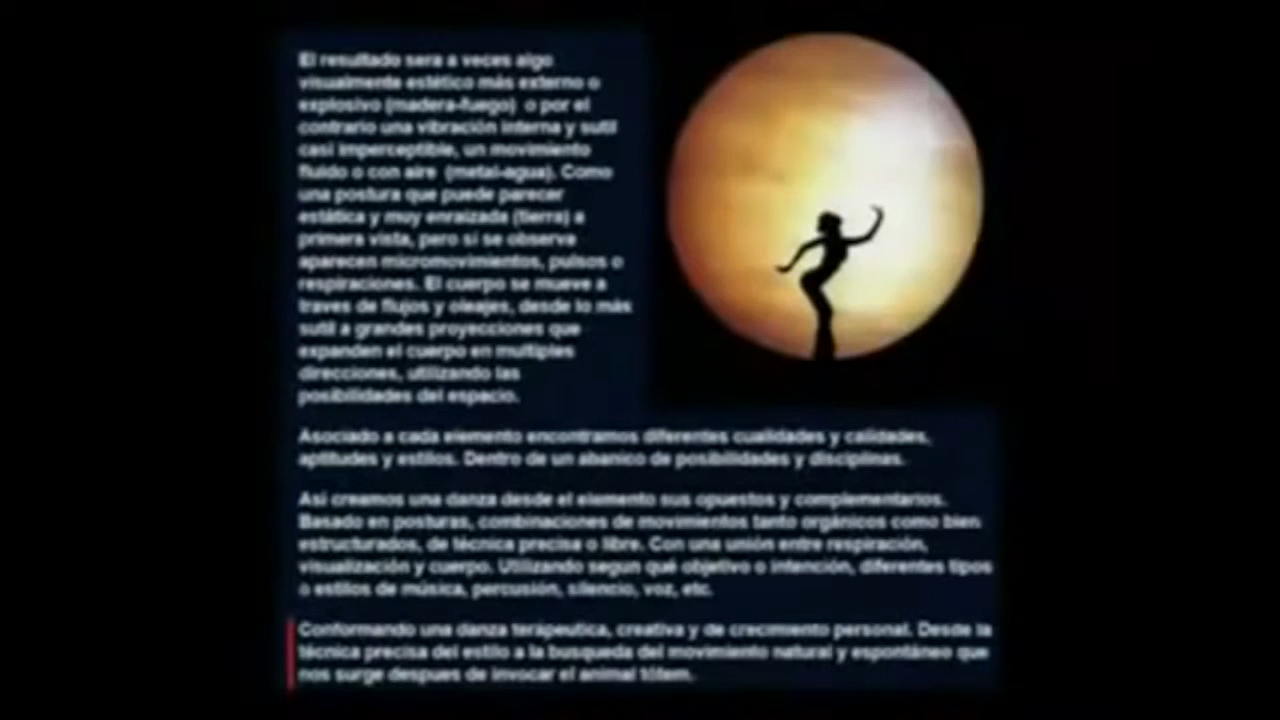 El resultado sera a veces algo
visualmente estético más externo o
explosivo (madera-fuego) o por el
contrario una vibración interna y sutil
casi imperceptible, un movimiento
fluido o con aire (metal-agua). Como
una postura que puede parecer
estática y muy enraizada (tierra) a
primera vista, pero si se observa
aparecen micromovimientos, pulsos o
respiraciones. El cuerpo se mueve a
traves de flujos y oleajes, desde lo más
sutil a grandes proyecciones que
expanden el cuerpo en multiples
direcciones, utilizando las
posibilidades del espacio.
Asociado a cada elemento encontramos diferentes cualidades y calidades,
aptitudes y estilos. Dentro de un abanico de posibilidades y disciplinas.
Asi creamos una danza desde el elemento sus opuestos y complementarios.
Basado en posturas, combinaciones de movimientos tanto orgánicos como bien
estructurados, de técnica precisa o libre. Con una unión entre respiración,
visualización y cuerpo. Utilizando segun qué objetivo o intención, diferentes tipos
o estilos de música, percusión, silencio, voz, etc.
Conformando una danza terapeutica, creativa y de crecimiento personal. Desde la
técnica precisa del estilo a la busqueda del movimiento natural y espontáneo que
nos surge despues de invocar el animal tótem.